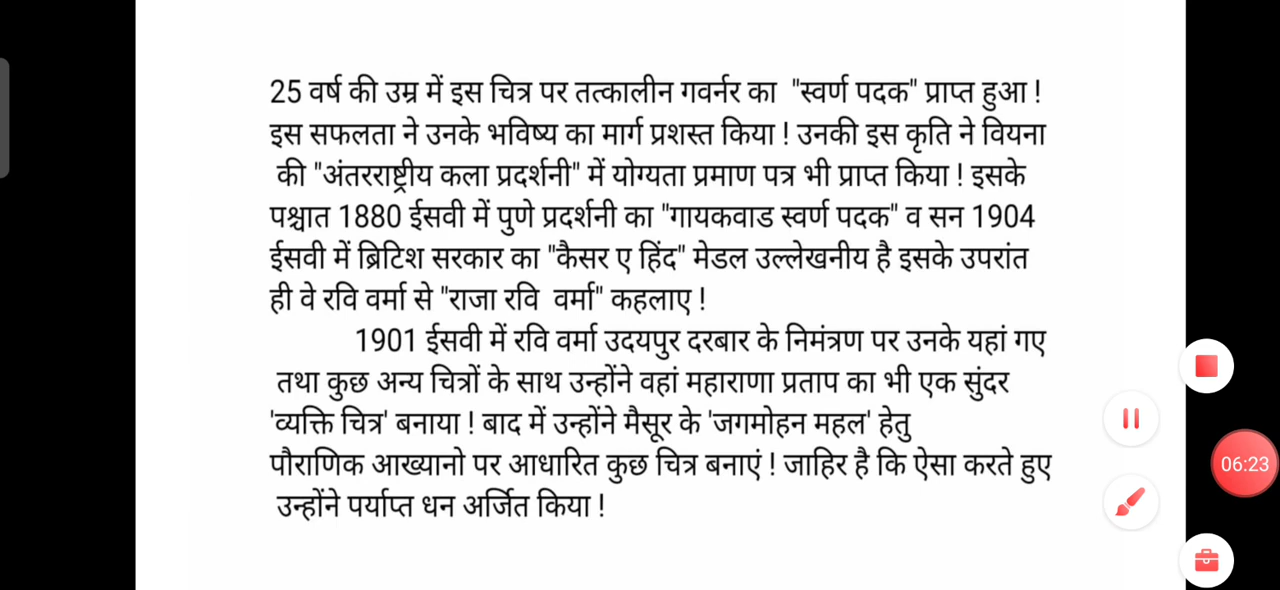 25 वर्ष की उम्र में इस चित्र पर तत्कालीन गवर्नर का "स्वर्ण पदक" प्राप्त हुआ !
इस सफलता ने उनके भविष्य का मार्ग प्रशस्त किया ! उनकी इस कृति ने वियना
की "अंतरराष्ट्रीय कला प्रदर्शनी" में योग्यता प्रमाण पत्र भी प्राप्त किया ! इसके
पश्चात 1880 ईसवी में पुणे प्रदर्शनी का "गायकवाड स्वर्ण पदक" व सन 1904
ईसवी में ब्रिटिश सरकार का "कैसर ए हिंद" मेडल उल्लेखनीय है इसके उपरांत
ही वे रवि वर्मा से "राजा रवि वर्मा" कहलाए !
1901 ईसवी में रवि वर्मा उदयपुर दरबार के निमंत्रण पर उनके यहां गए
तथा कुछ अन्य चित्रों के साथ उन्होंने वहां महाराणा प्रताप का भी एक सुंदर
'व्यक्ति चित्र' बनाया ! बाद में उन्होंने मैसूर के 'जगमोहन महल' हेतु
पौराणिक आख्यानो पर आधारित कुछ चित्र बनाएं ! जाहिर है कि ऐसा करते हुए
उन्होंने पर्याप्त धन अर्जित किया !
06:23